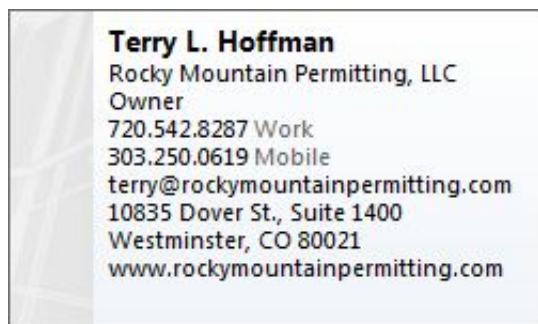 Terry L. Hoffman
Rocky Mountain Permitting, LLC
Owner
720.542.8287 Work
303.250.0619 Mobile
terry@rockymountainpermitting.com
10835 Dover St., Suite 1400
Westminster, CO 80021
www.rockymountainpermitting.com